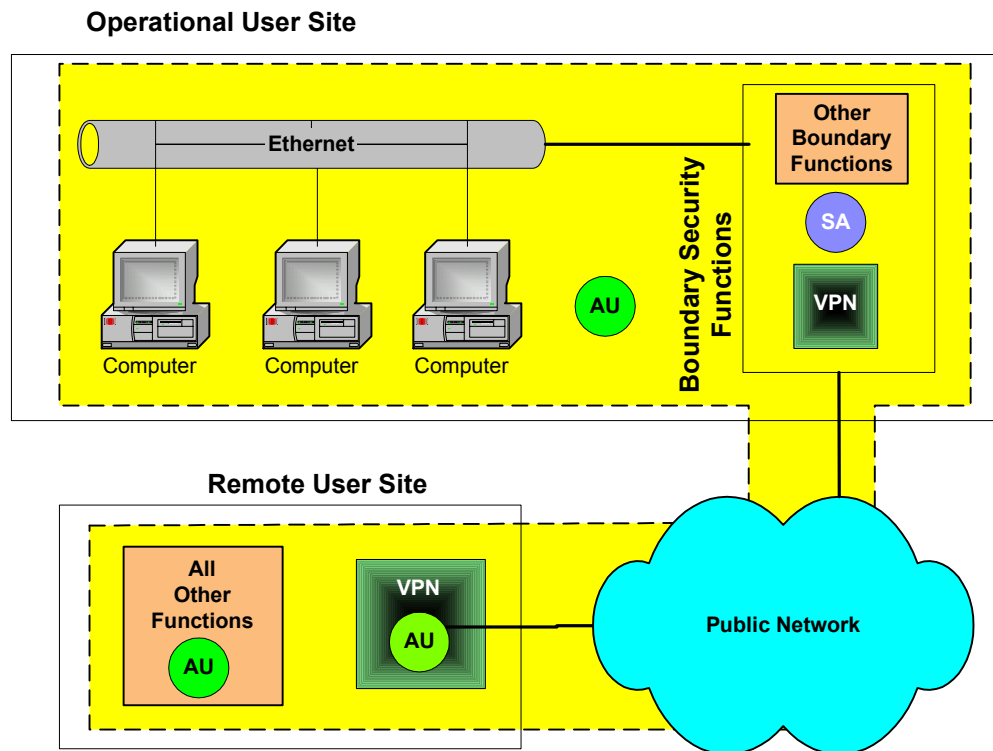 Operational User Site
Ethernet
Other
Boundary
Functions
SA
VPN
Boundary Security
Functions
AU
Computer
Computer
Computer
Remote User Site
All
Other
Functions
AU
VPN
AU
Public Network